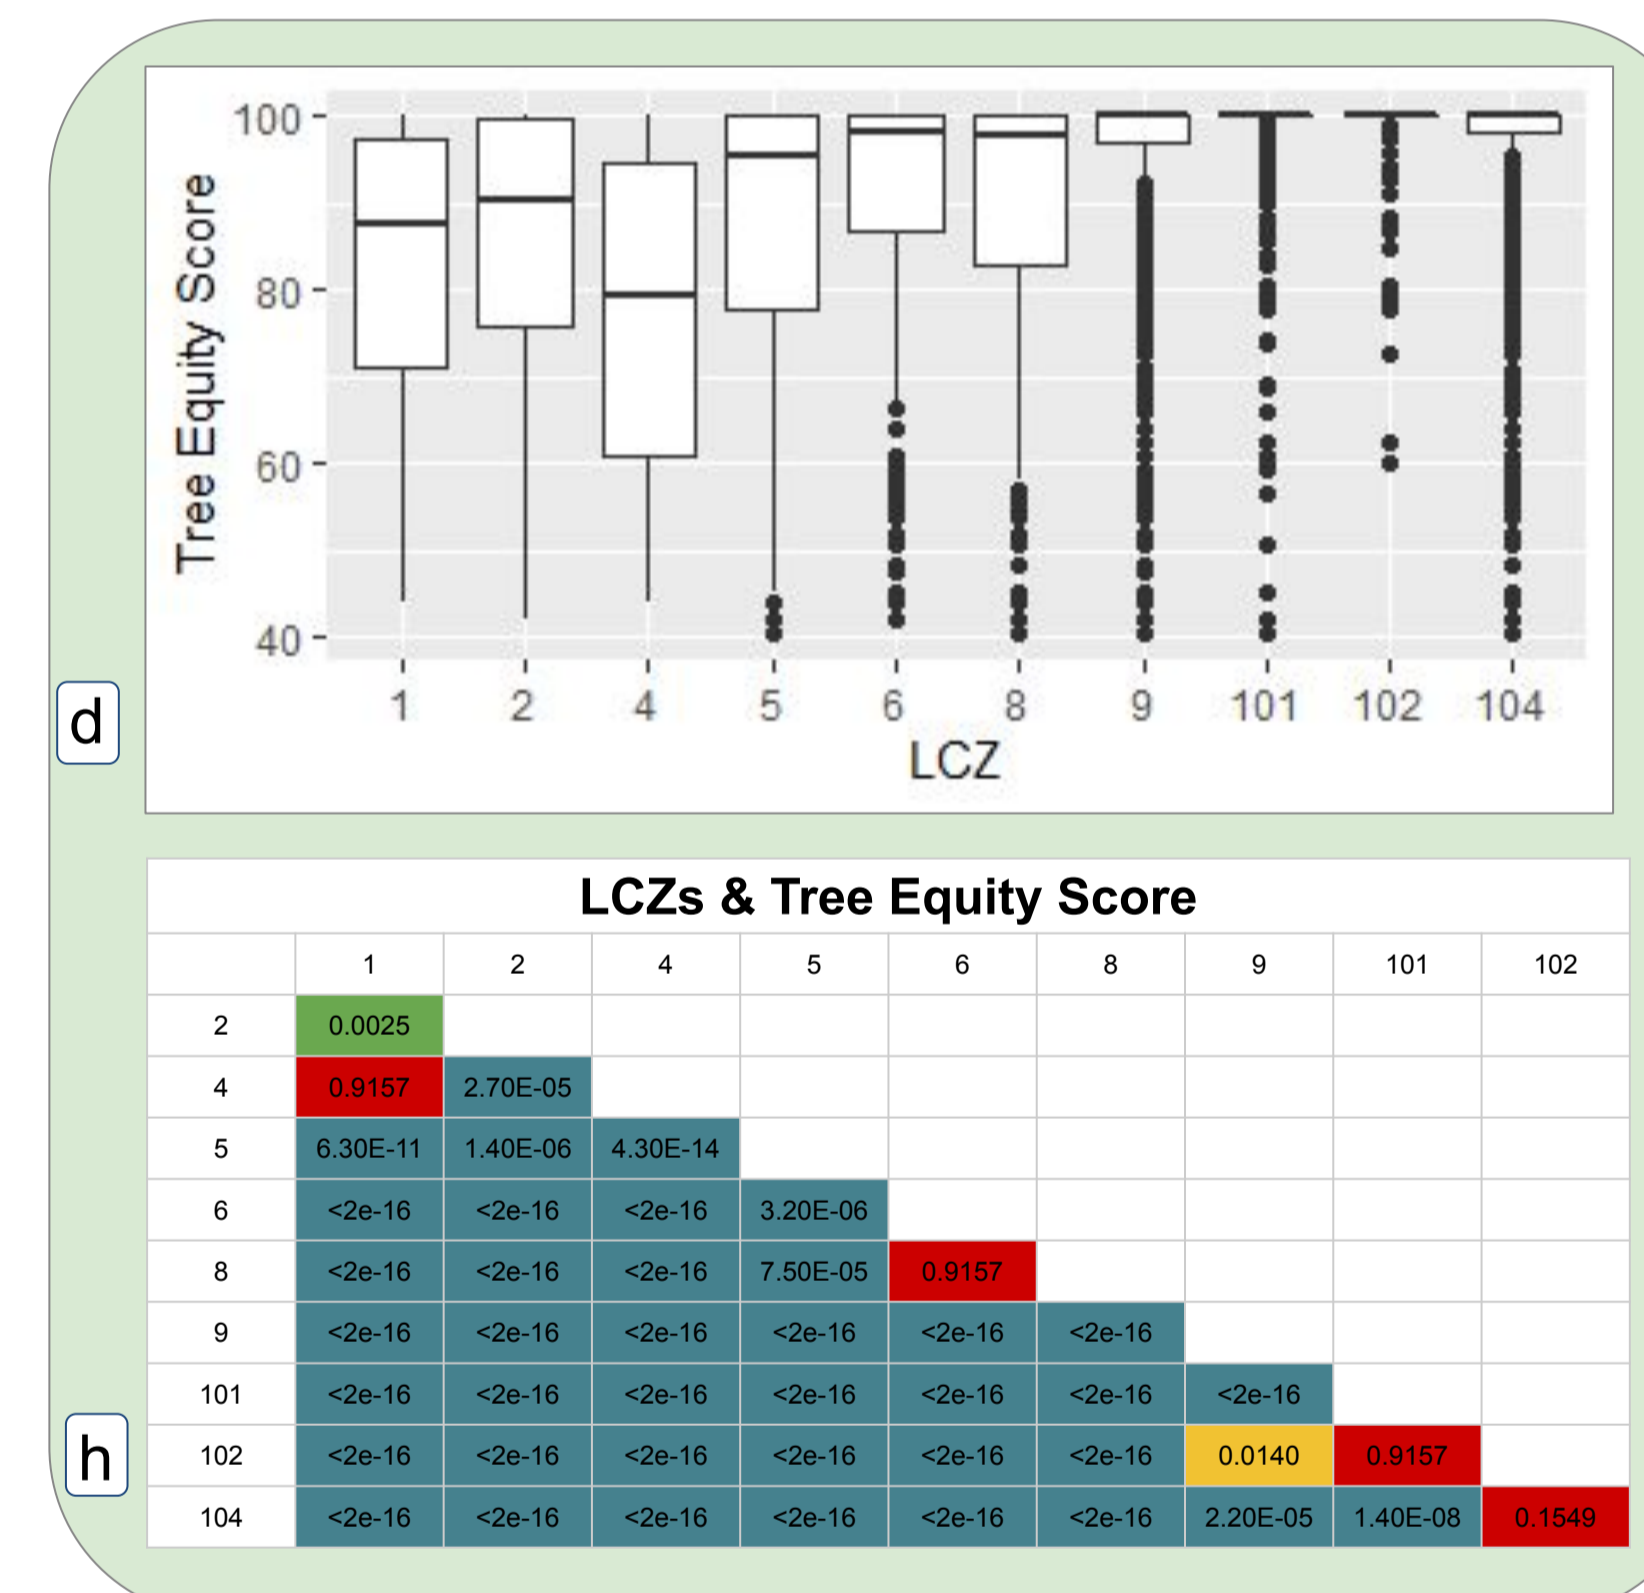 100
80
60
40
Tree Equity Score
1 2 4 5 6 8 9 101 102 104
LCZ
d
LCZs & Tree Equity Score
1 2 4 5 6 8 9 101 102
2 0.0025
4 0.9157 2.70E-05
5 6.30E-11 1.40E-06 4.30E-14
6 <2e-16 <2e-16 <2e-16 3.20E-06
8 <2e-16 <2e-16 <2e-16 7.50E-05 0.9157
9 <2e-16 <2e-16 <2e-16 <2e-16 <2e-16 <2e-16
101 <2e-16 <2e-16 <2e-16 <2e-16 <2e-16 <2e-16 <2e-16
102 <2e-16 <2e-16 <2e-16 <2e-16 <2e-16 <2e-16 0.0140 0.9157
104 <2e-16 <2e-16 <2e-16 <2e-16 <2e-16 <2e-16 2.20E-05 1.40E-08 0.1549
h